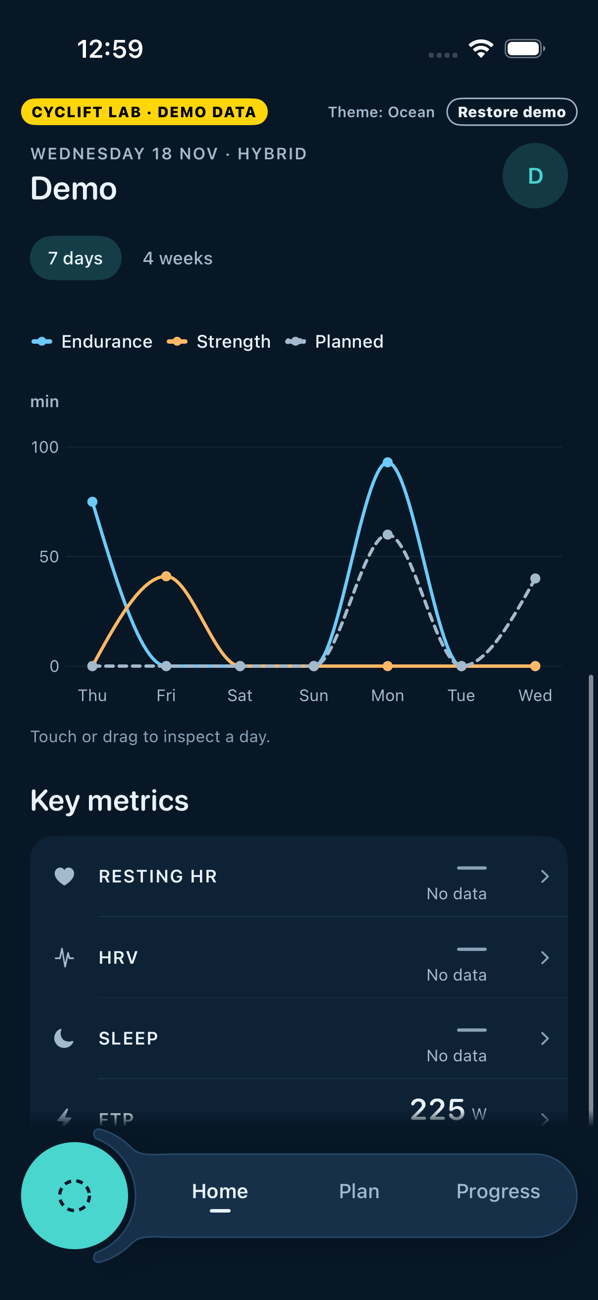 12:59
CYCLIFT LAB · DEMO DATA
Theme: Ocean
Restore demo
WEDNESDAY 18 NOV · HYBRID
Demo
D
7 days
4 weeks
Endurance
Strength
Planned
min
100
50
0
Thu Fri Sat Sun Mon Tue Wed
Touch or drag to inspect a day.
Key metrics
RESTING HR
No data
HRV
No data
SLEEP
No data
FTP
225 W
Home
Plan
Progress